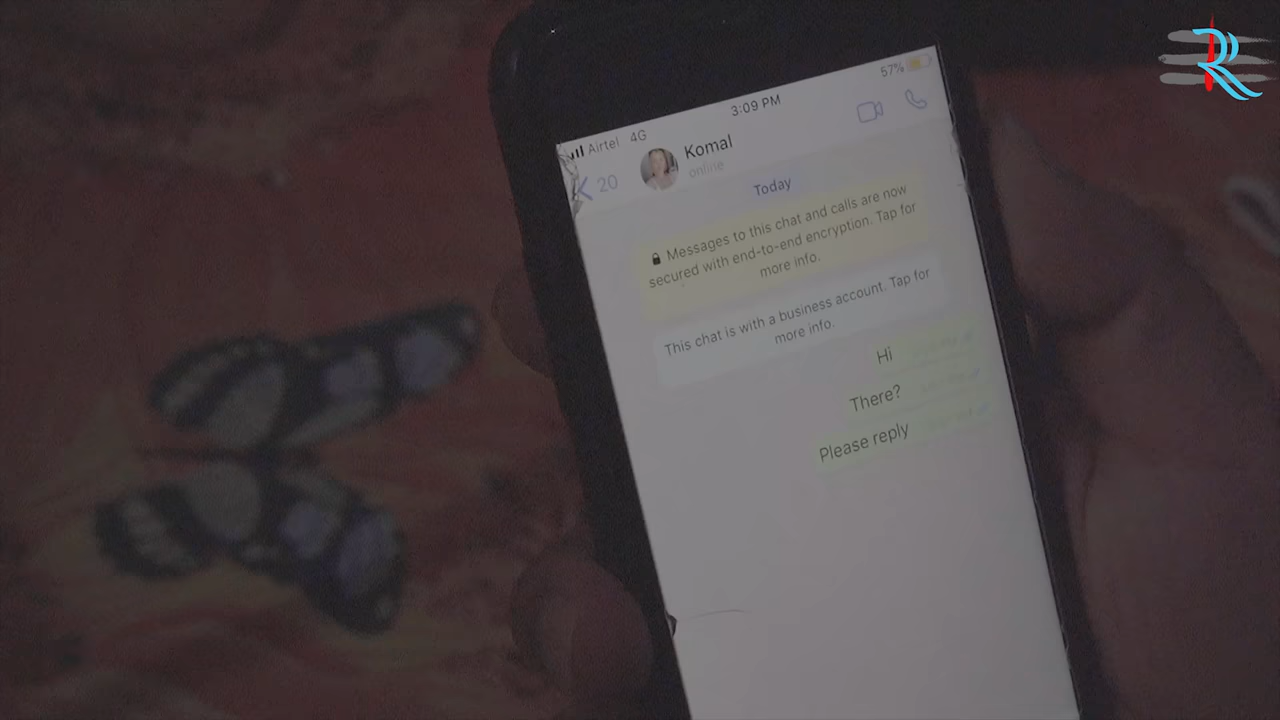 Airtel 4G 3:09 PM 57%
20 Komal
online
Today
Messages to this chat and calls are now
secured with end-to-end encryption. Tap for
more info.
This chat is with a business account. Tap for
more info.
Hi
There?
Please reply